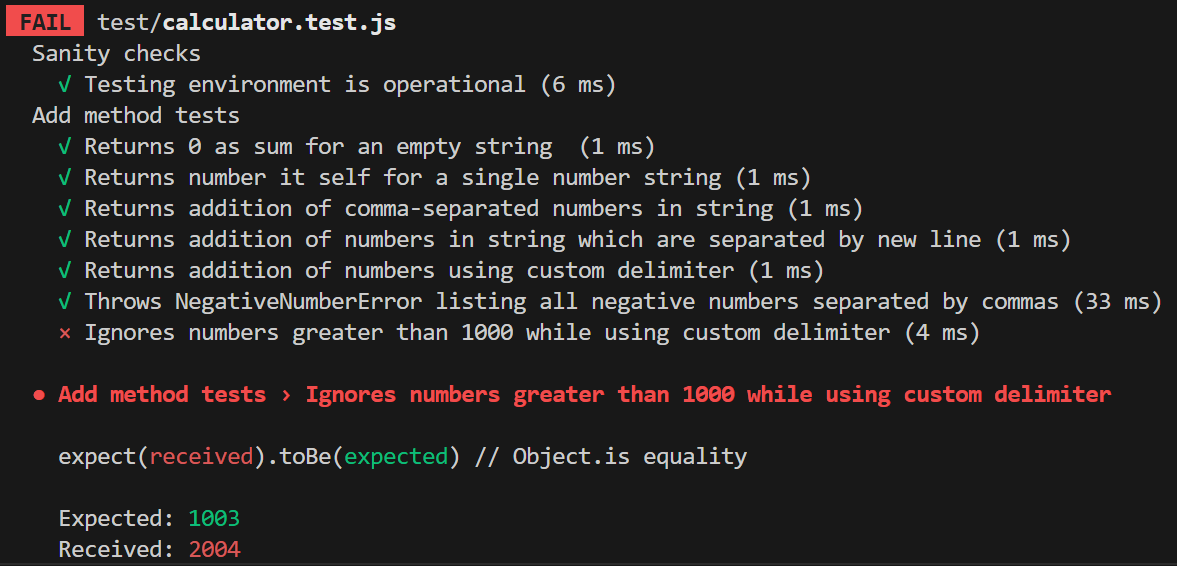 FAIL test/calculator.test.js
Sanity checks
√ Testing environment is operational (6 ms)
Add method tests
√ Returns 0 as sum for an empty string  (1 ms)
√ Returns number it self for a single number string (1 ms)
√ Returns addition of comma-separated numbers in string (1 ms)
√ Returns addition of numbers in string which are separated by new line (1 ms)
√ Returns addition of numbers using custom delimiter (1 ms)
√ Throws NegativeNumberError listing all negative numbers separated by commas (33 ms)
× Ignores numbers greater than 1000 while using custom delimiter (4 ms)
● Add method tests › Ignores numbers greater than 1000 while using custom delimiter
expect(received).toBe(expected) // Object.is equality
Expected: 1003
Received: 2004